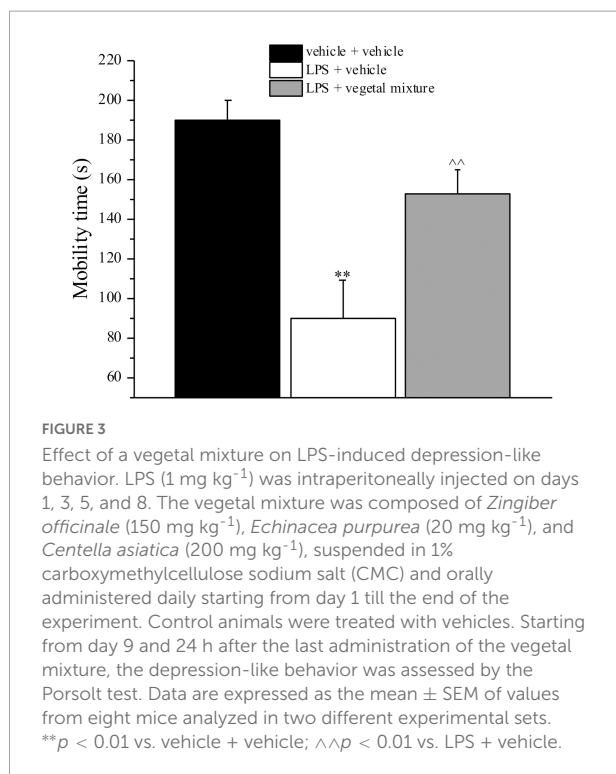 vehicle + vehicle
LPS + vehicle
LPS + vegetal mixture
220
200
180
160
140
120
100
80
60
Mobility time (s)
**
^^
FIGURE 3
Effect of a vegetal mixture on LPS-induced depression-like
behavior. LPS (1 mg kg⁻¹) was intraperitoneally injected on days
1, 3, 5, and 8. The vegetal mixture was composed of Zingiber
officinale (150 mg kg⁻¹), Echinacea purpurea (20 mg kg⁻¹), and
Centella asiatica (200 mg kg⁻¹), suspended in 1%
carboxymethylcellulose sodium salt (CMC) and orally
administered daily starting from day 1 till the end of the
experiment. Control animals were treated with vehicles. Starting
from day 9 and 24 h after the last administration of the vegetal
mixture, the depression-like behavior was assessed by the
Porsolt test. Data are expressed as the mean ± SEM of values
from eight mice analyzed in two different experimental sets.
**p < 0.01 vs. vehicle + vehicle; ^^p < 0.01 vs. LPS + vehicle.